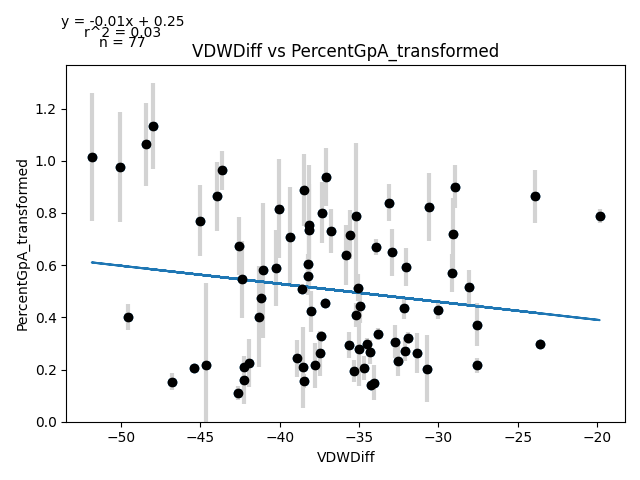 y = -0.01x + 0.25
r^2 = 0.03
n = 77
VDWDiff vs PercentGpA_transformed
PercentGpA_transformed
1.2
1.0
0.8
0.6
0.4
0.2
0.0
−50
−45
−40
−35
−30
−25
−20
VDWDiff